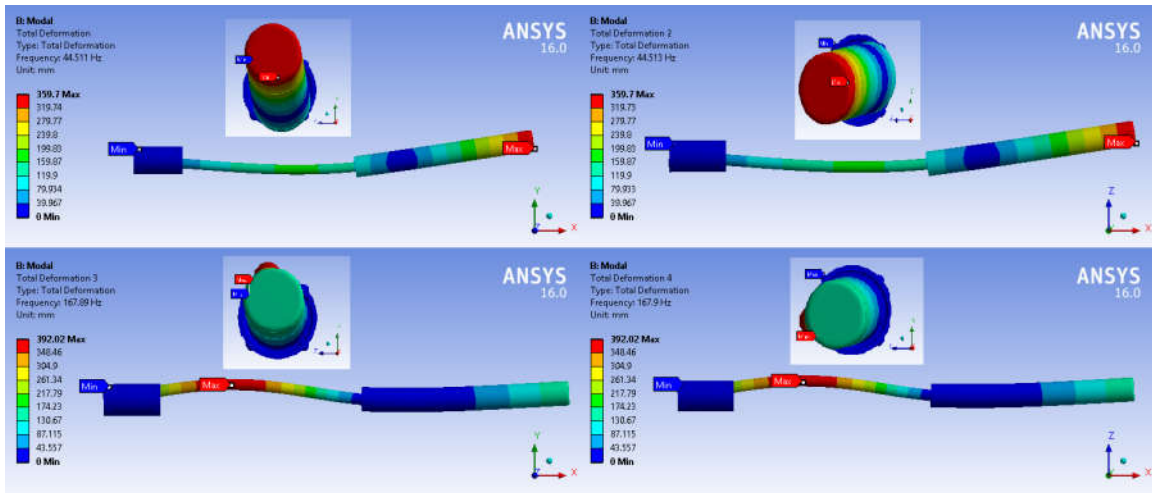 B: Modal
Total Deformation
Type: Total Deformation
Frequency: 44.511 Hz
Unit: mm
359.7 Max
319.74
279.77
239.8
199.83
159.87
119.9
79.934
39.967
0 Min
Min
Max
ANSYS
16.0
Y
Z
X
B: Modal
Total Deformation 2
Type: Total Deformation
Frequency: 44.513 Hz
Unit: mm
359.7 Max
319.73
279.77
239.8
199.83
159.87
119.9
79.933
39.967
0 Min
Min
Max
ANSYS
16.0
Z
X
B: Modal
Total Deformation 3
Type: Total Deformation
Frequency: 167.89 Hz
Unit: mm
392.02 Max
348.46
304.9
261.34
217.79
174.23
130.67
87.115
43.557
0 Min
Min
Max
ANSYS
16.0
Y
Z
X
B: Modal
Total Deformation 4
Type: Total Deformation
Frequency: 167.9 Hz
Unit: mm
392.02 Max
348.46
304.9
261.34
217.79
174.23
130.67
87.115
43.557
0 Min
Min
Max
ANSYS
16.0
Z
X